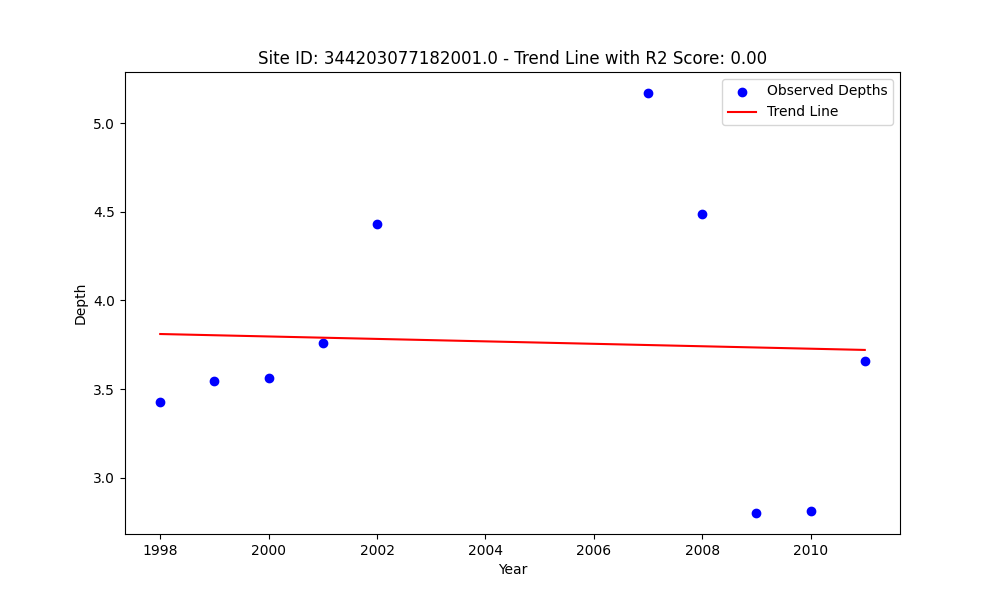 Site ID: 344203077182001.0 - Trend Line with R2 Score: 0.00
Observed Depths
Trend Line
5.0
4.5
4.0
3.5
3.0
Depth
1998
2000
2002
2004
2006
2008
2010
Year